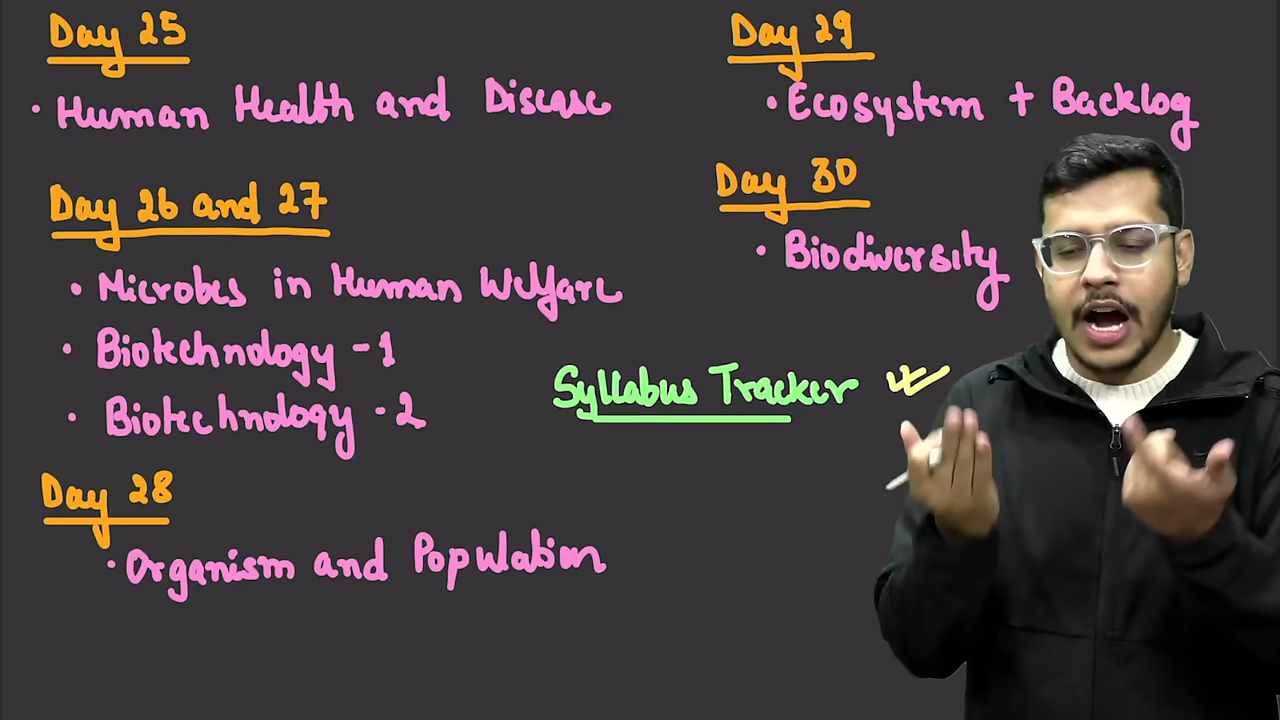 Day 25
· Human Health and Disease
Day 26 and 27
· Microbes in Human Welfare
· Biotechnology - 1
· Biotechnology - 2
Day 28
· Organism and Population
Day 29
· Ecosystem + Backlog
Day 30
· Biodiversity
Syllabus Tracker